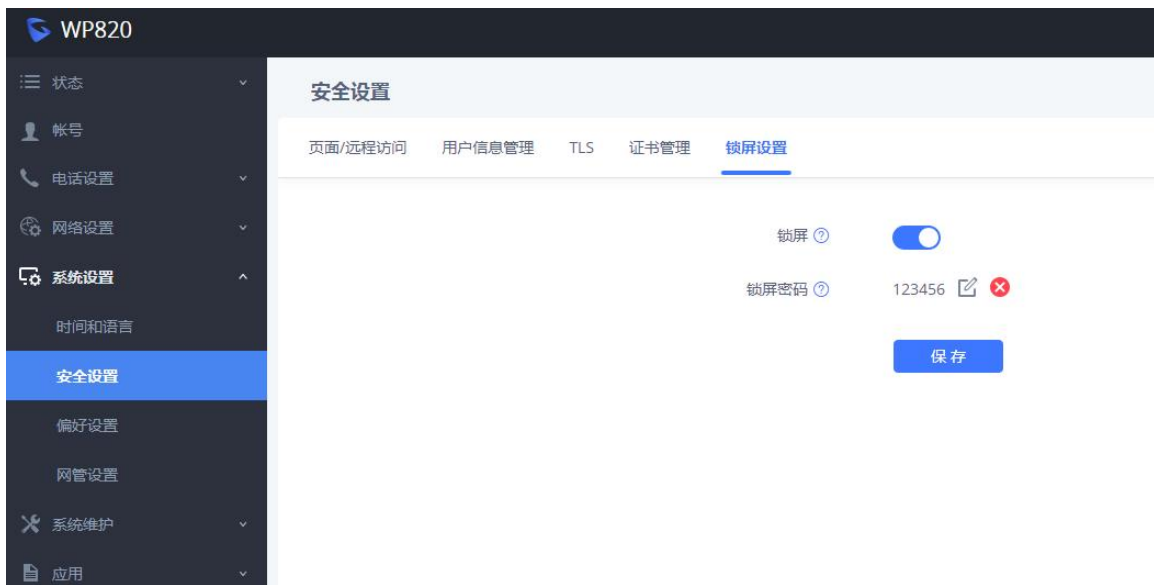 WP820
状态
帐号
电话设置
网络设置
系统设置
时间和语言
安全设置
偏好设置
网管设置
系统维护
应用
安全设置
页面/远程访问 用户信息管理 TLS 证书管理 锁屏设置
锁屏
锁屏密码 123456
保存